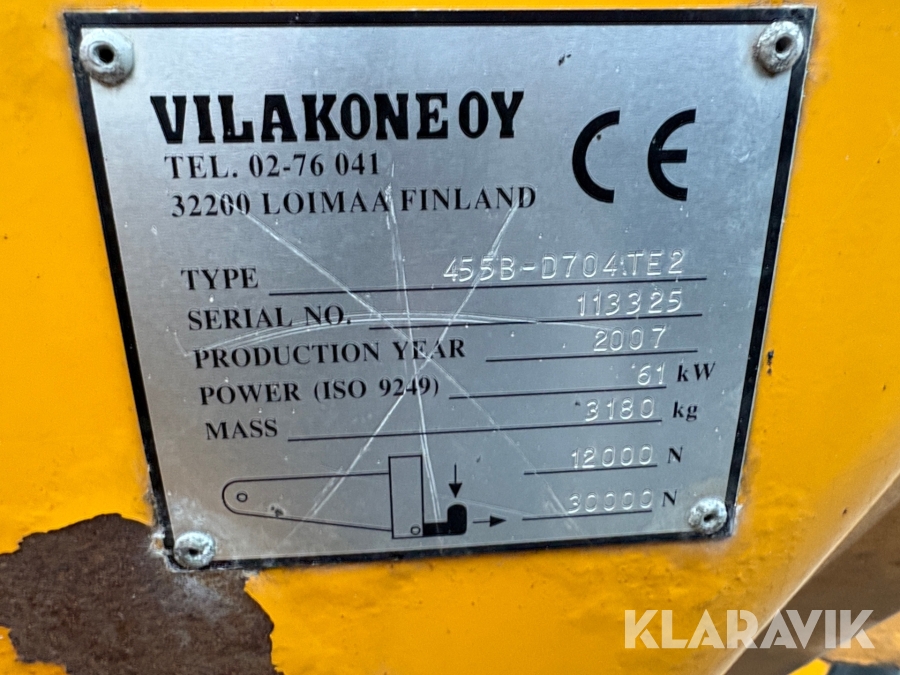 VILAKONE OY
TEL. 02-76 041
32200 LOIMAA FINLAND
CE
TYPE 455B-D704TE2
SERIAL NO. 113325
PRODUCTION YEAR 2007
POWER (ISO 9249) 61 kW
MASS 3180 kg
12000 N
30000 N
KLARAVIK